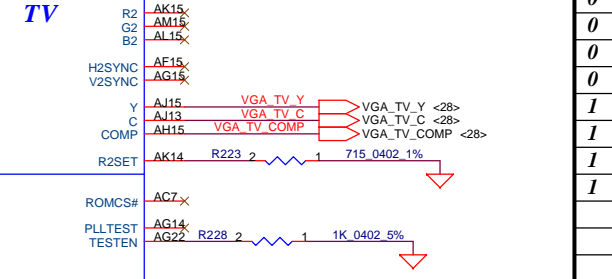 0
TV R2 AK15
G2 AM15
B2 AL15
0
0
H2SYNC AF15
V2SYNC AG15
0
Y AJ15 VGA_TV_Y VGA_TV_Y <28>
1
C AJ13 VGA_TV_C VGA_TV_C <28>
COMP AH15 VGA_TV_COMP VGA_TV_COMP <28>
1
R2SET AK14 R223 2 1 715_0402_1%
1
1
ROMCS# AC7
PLLTEST AG14
TESTEN AG22 R228 2 1 1K_0402_5%